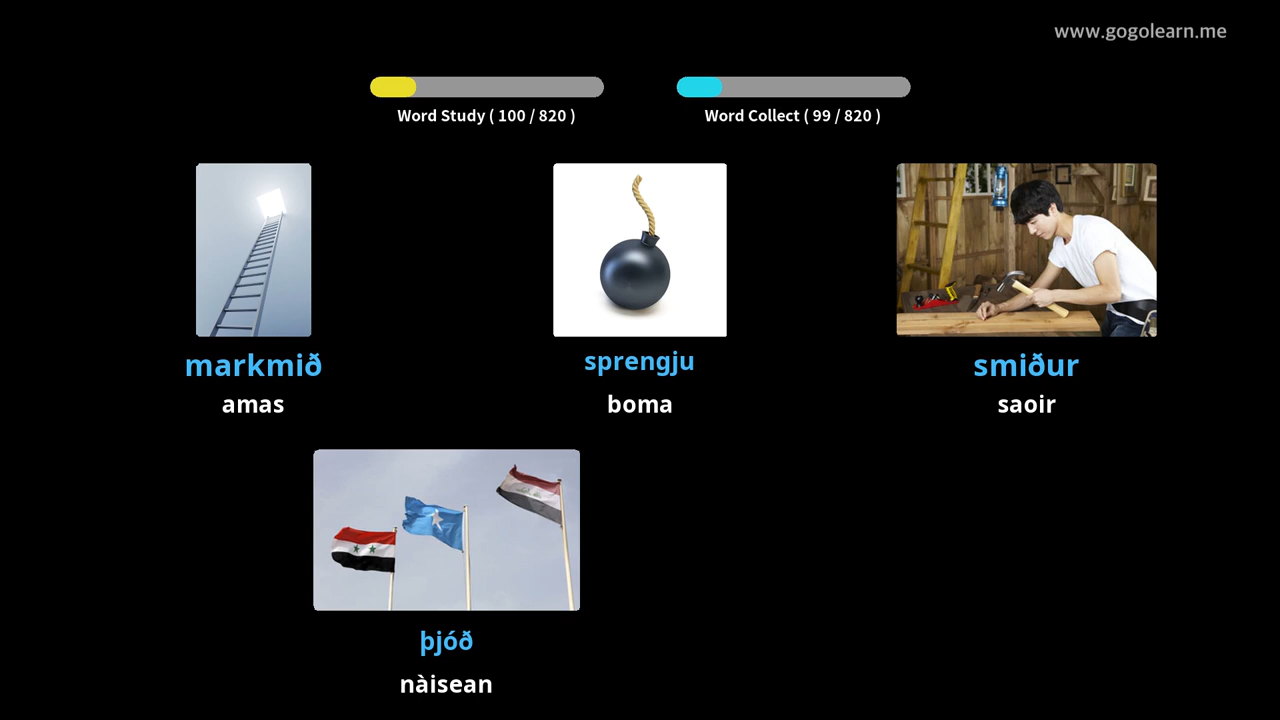 www.gogolearn.me
Word Study ( 100 / 820 )
Word Collect ( 99 / 820 )
markmið
amas
sprengju
boma
smiður
saoir
þjóð
nàisean